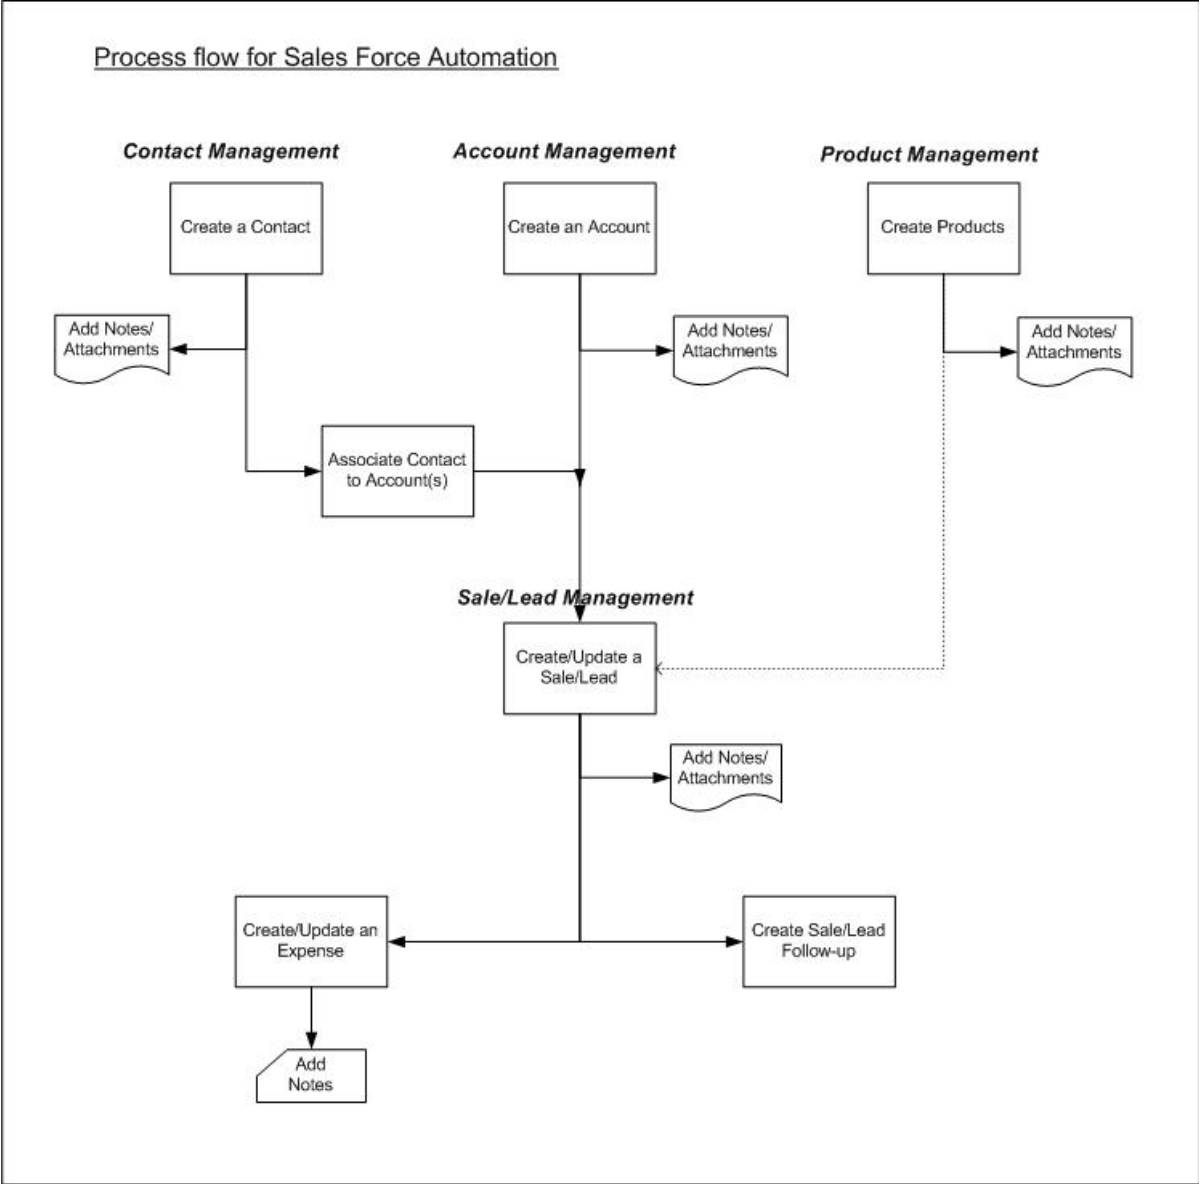 Process flow for Sales Force Automation
Contact Management
Account Management
Product Management
Create a Contact
Create an Account
Create Products
Add Notes/
Attachments
Add Notes/
Attachments
Add Notes/
Attachments
Associate Contact
to Account(s)
Sale/Lead Management
Create/Update a
Sale/Lead
Add Notes/
Attachments
Create/Update an
Expense
Create Sale/Lead
Follow-up
Add
Notes